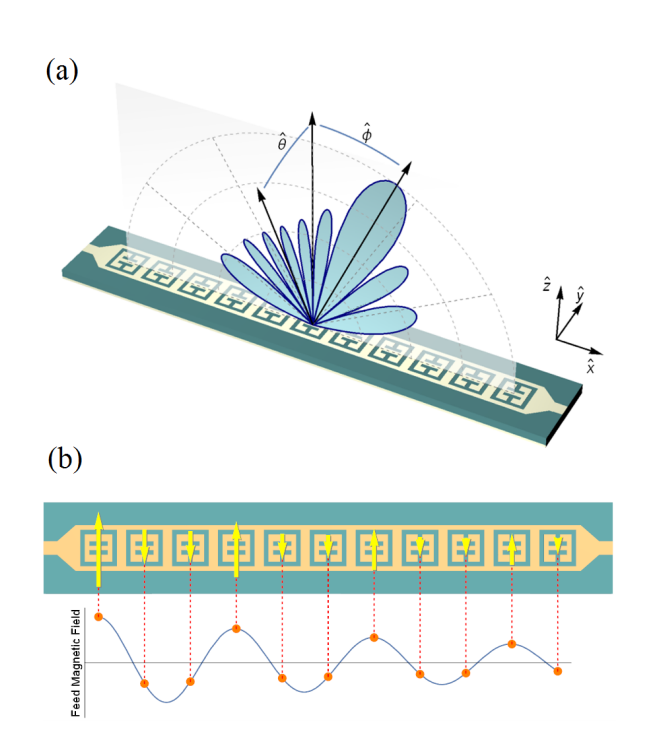 (a)
θ̂
ϕ̂
ẑ
ŷ
x̂
(b)
Feed Magnetic Field